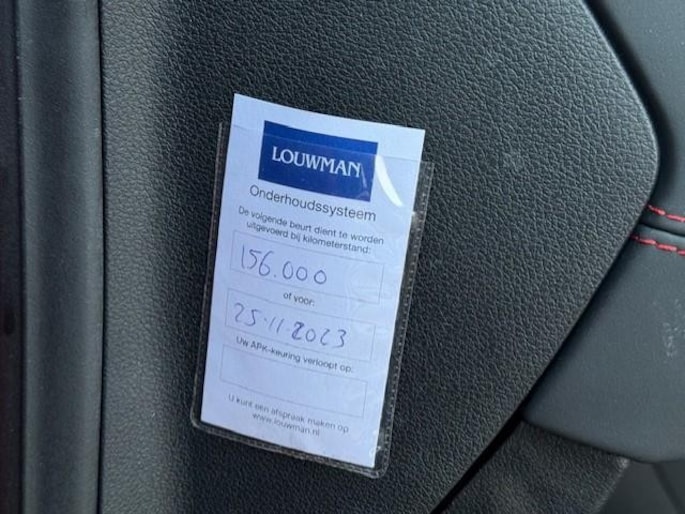 LOUWMAN
Onderhoudssysteem
De volgende beurt dient te worden
uitgevoerd bij kilometerstand:
156.000
of voor:
25-11-2023
Uw APK-keuring verloopt op:
U kunt een afspraak maken op
www.louwman.nl